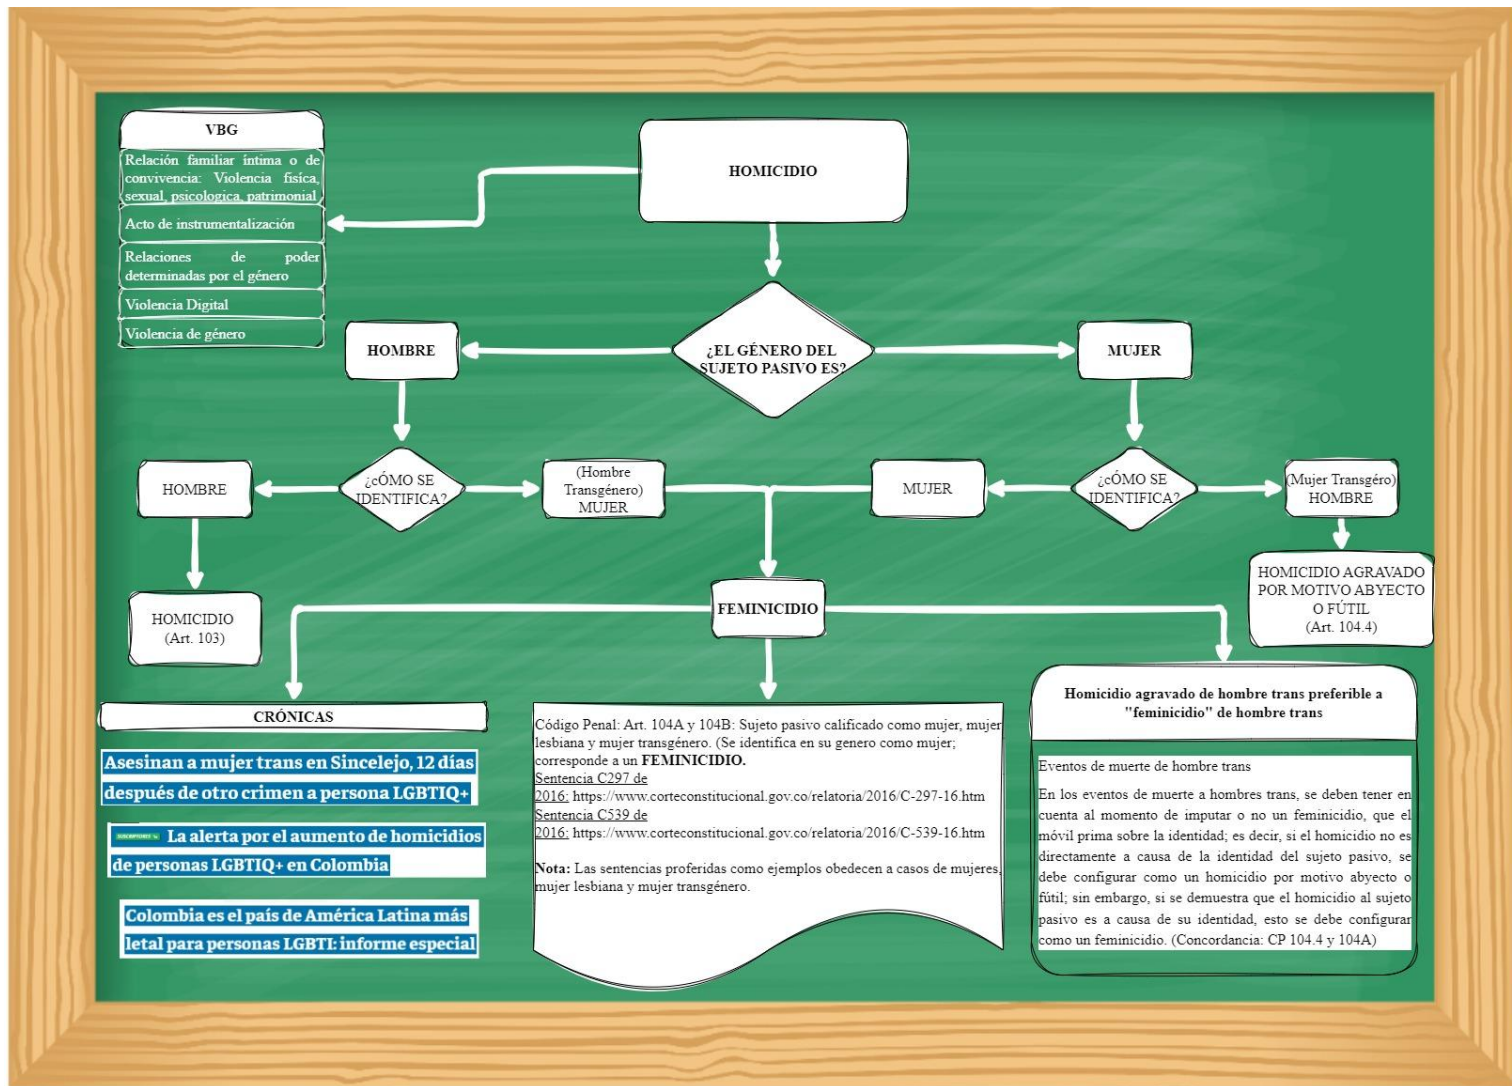 VBG
Relación familiar íntima o de
convivencia: Violencia fisíca,
sexual, psicologica, patrimonial
Acto de instrumentalización
Relaciones de poder
determinadas por el género
Violencia Digital
Violencia de género
HOMICIDIO
¿EL GÉNERO DEL
SUJETO PASIVO ES?
HOMBRE
MUJER
HOMBRE
¿cÓMO SE
IDENTIFICA?
(Hombre
Transgénero)
MUJER
MUJER
¿cÓMO SE
IDENTIFICA?
(Mujer Transgéro)
HOMBRE
HOMICIDIO
(Art. 103)
FEMINICIDIO
HOMICIDIO AGRAVADO
POR MOTIVO ABYECTO
O FÚTIL
(Art. 104.4)
CRÓNICAS
Asesinan a mujer trans en Sincelejo, 12 días
después de otro crimen a persona LGBTIQ+
SUSCRIPTORES La alerta por el aumento de homicidios
de personas LGBTIQ+ en Colombia
Colombia es el país de América Latina más
letal para personas LGBTI: informe especial
Código Penal: Art. 104A y 104B: Sujeto pasivo calificado como mujer, mujer
lesbiana y mujer transgénero. (Se identifica en su genero como mujer;
corresponde a un FEMINICIDIO.
Sentencia C297 de
2016: https://www.corteconstitucional.gov.co/relatoria/2016/C-297-16.htm
Sentencia C539 de
2016: https://www.corteconstitucional.gov.co/relatoria/2016/C-539-16.htm
Nota: Las sentencias proferidas como ejemplos obedecen a casos de mujeres,
mujer lesbiana y mujer transgénero.
Homicidio agravado de hombre trans preferible a
"feminicidio" de hombre trans
Eventos de muerte de hombre trans
En los eventos de muerte a hombres trans, se deben tener en
cuenta al momento de imputar o no un feminicidio, que el
móvil prima sobre la identidad; es decir, si el homicidio no es
directamente a causa de la identidad del sujeto pasivo, se
debe configurar como un homicidio por motivo abyecto o
fútil; sin embargo, si se demuestra que el homicidio al sujeto
pasivo es a causa de su identidad, esto se debe configurar
como un feminicidio. (Concordancia: CP 104.4 y 104A)